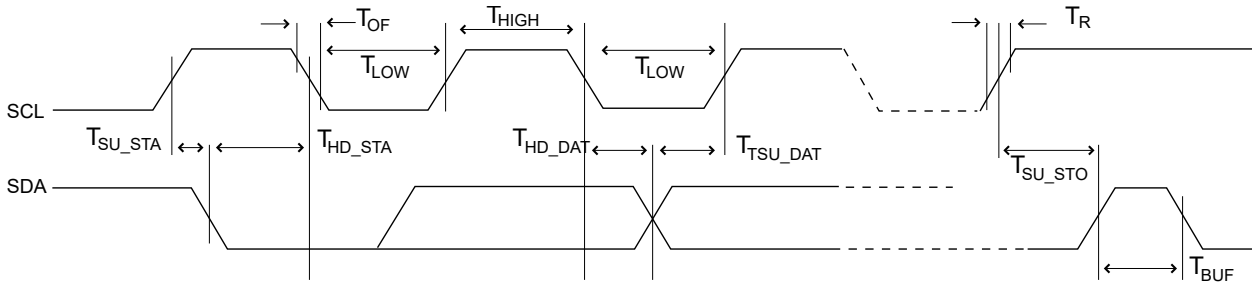 T_OF
T_HIGH
T_R
T_LOW
T_LOW
SCL
T_SU_STA
T_HD_STA
T_HD_DAT
T_TSU_DAT
T_SU_STO
SDA
T_BUF